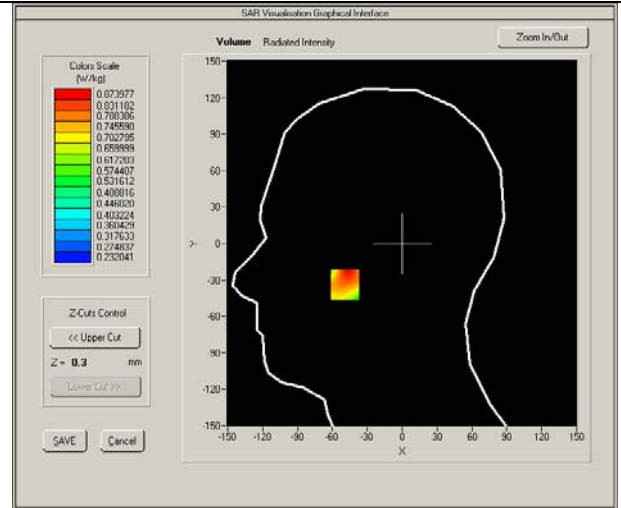 SAR Visualisation Graphical Interface
Volume Radiated Intensity
Zoom In/Out
Colors Scale
(W/kg)
0.873977
0.831182
0.788386
0.745590
0.702795
0.659999
0.617203
0.574407
0.531612
0.488816
0.446020
0.403224
0.360429
0.317633
0.274837
0.232041
Z-Cuts Control
<< Upper Cut
Z = 0.3 mm
Lower Cut >>
SAVE Cancel
150-
120-
90-
60-
30-
0-
-30-
-60-
-90-
-120-
-150-
Y
-150 -120 -90 -60 -30 0 30 60 90 120 150
X